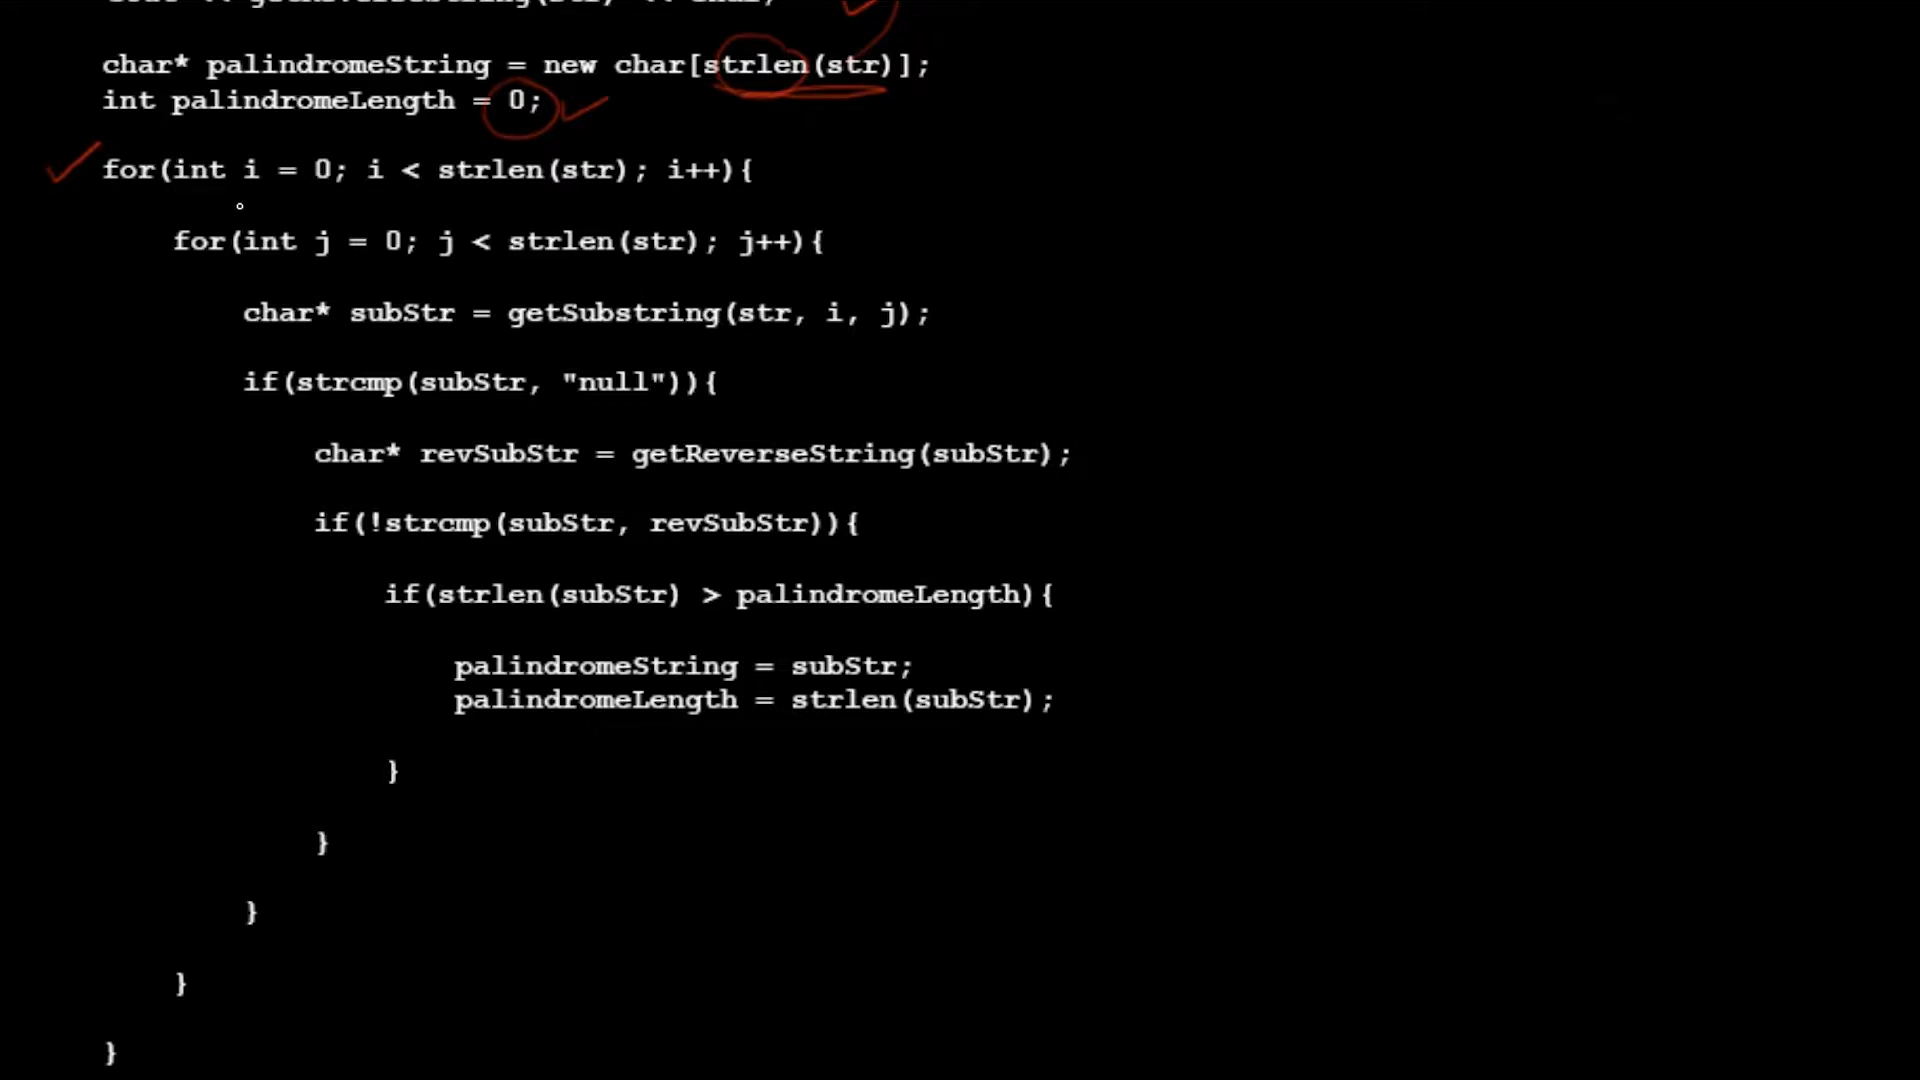 char* palindromeString = new char[strlen(str)];
int palindromeLength = 0;
for(int i = 0; i < strlen(str); i++){
for(int j = 0; j < strlen(str); j++){
char* subStr = getSubstring(str, i, j);
if(strcmp(subStr, "null")){
char* revSubStr = getReverseString(subStr);
if(!strcmp(subStr, revSubStr)){
if(strlen(subStr) > palindromeLength){
palindromeString = subStr;
palindromeLength = strlen(subStr);
}
}
}
}
}